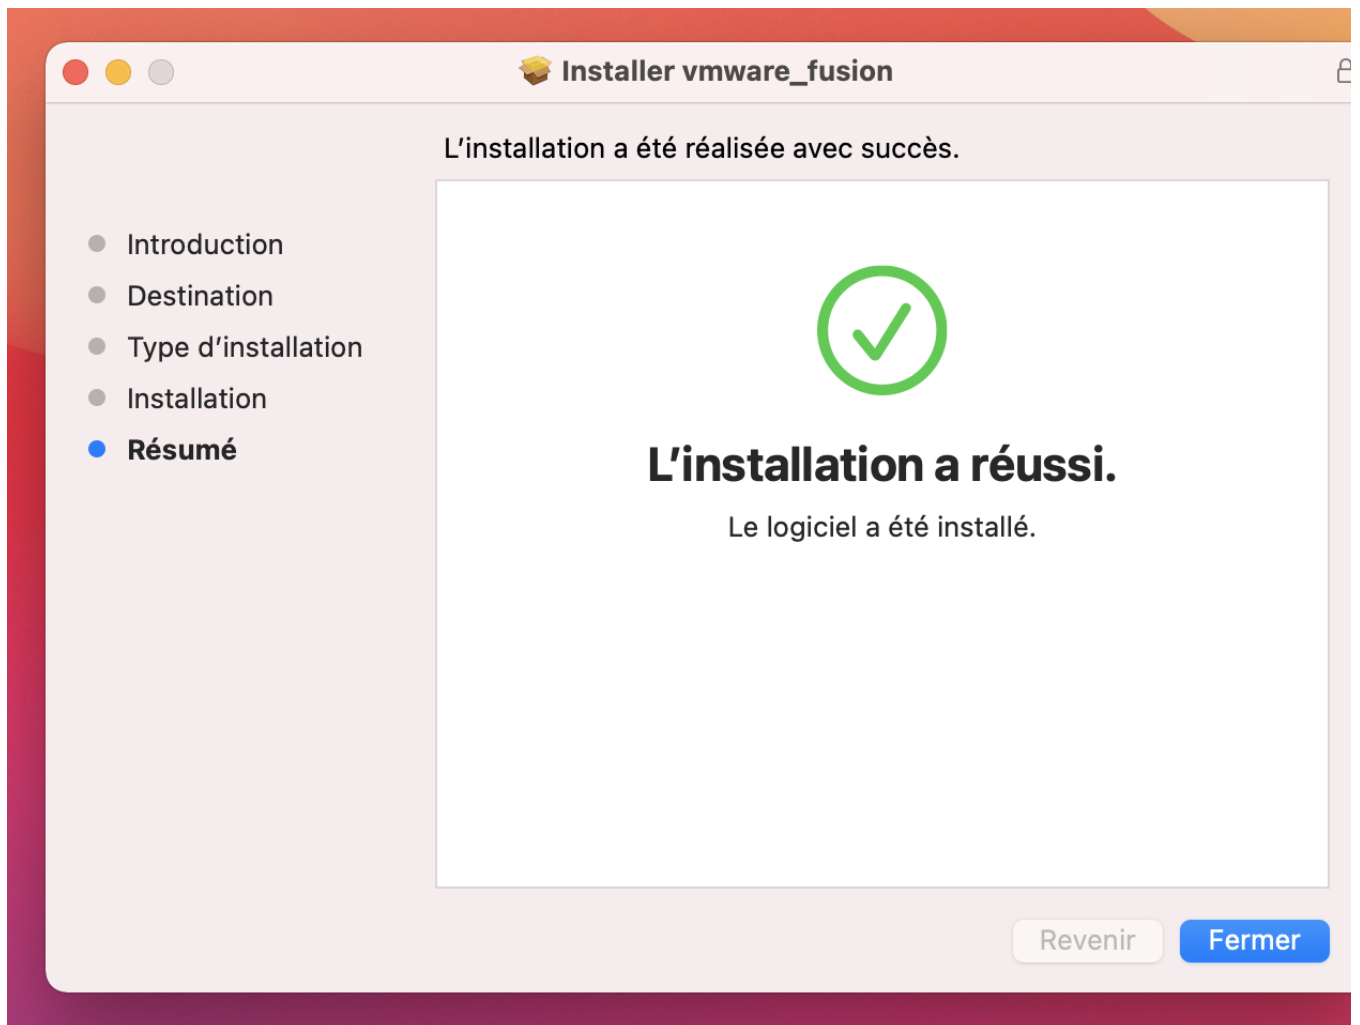 Installer vmware_fusion
L'installation a été réalisée avec succès.
Introduction
Destination
Type d'installation
Installation
Résumé
L'installation a réussi.
Le logiciel a été installé.
Revenir
Fermer